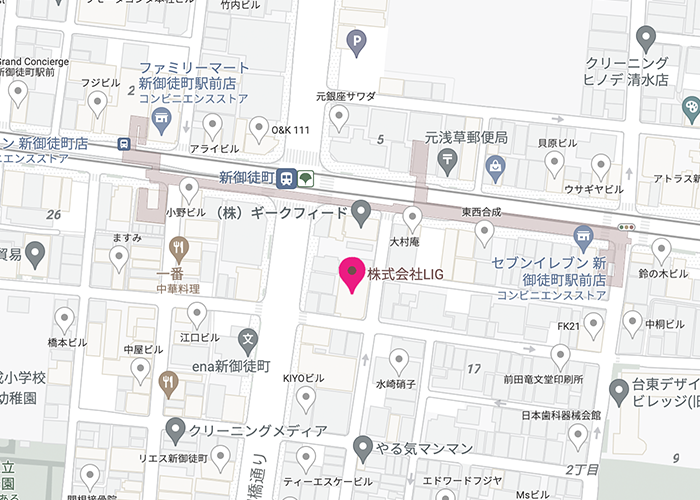 竹内ビル
クリーニング
ヒノデ 清水店
Grand Concierge
新御徒町駅前
ファミリーマート
新御徒町駅前店
コンビニエンスストア
フジビル
2
元銀座サワダ
O&K 111
アライビル
5
元浅草郵便局
貝原ビル
ウサギヤビル
アトラス新
ン 新御徒町店
ニエンスストア
新御徒町
小野ビル
(株) ギークフィード
26
ますみ
大村庵
東西合成
貿易
一番
中華料理
株式会社LIG
セブンイレブン 新
御徒町駅前店
コンビニエンスストア
鈴の木ビル
橋本ビル
江口ビル
中屋ビル
ena新御徒町
FK21
中桐ビル
成小学校
幼稚園
KIYOビル
水崎硝子
17
前田竜文堂印刷所
台東デザイ
ビレッジ(旧
日本歯科器械会館
クリーニングメディア
リエス新御徒町
橋通り
やる気マンマン
ティーエスケービル
エドワードフジヤ
2丁目
9
Msビル
立
園
関根接骨院